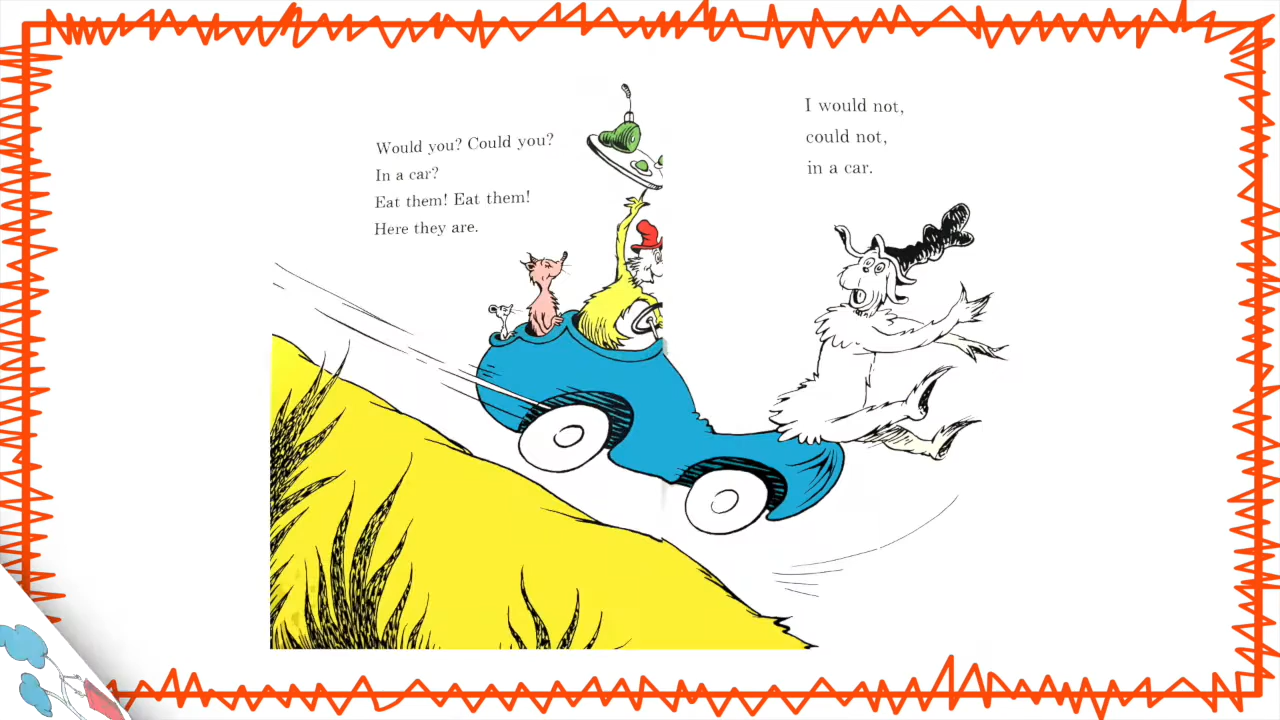 Would you? Could you?
In a car?
Eat them! Eat them!
Here they are.
I would not,
could not,
in a car.